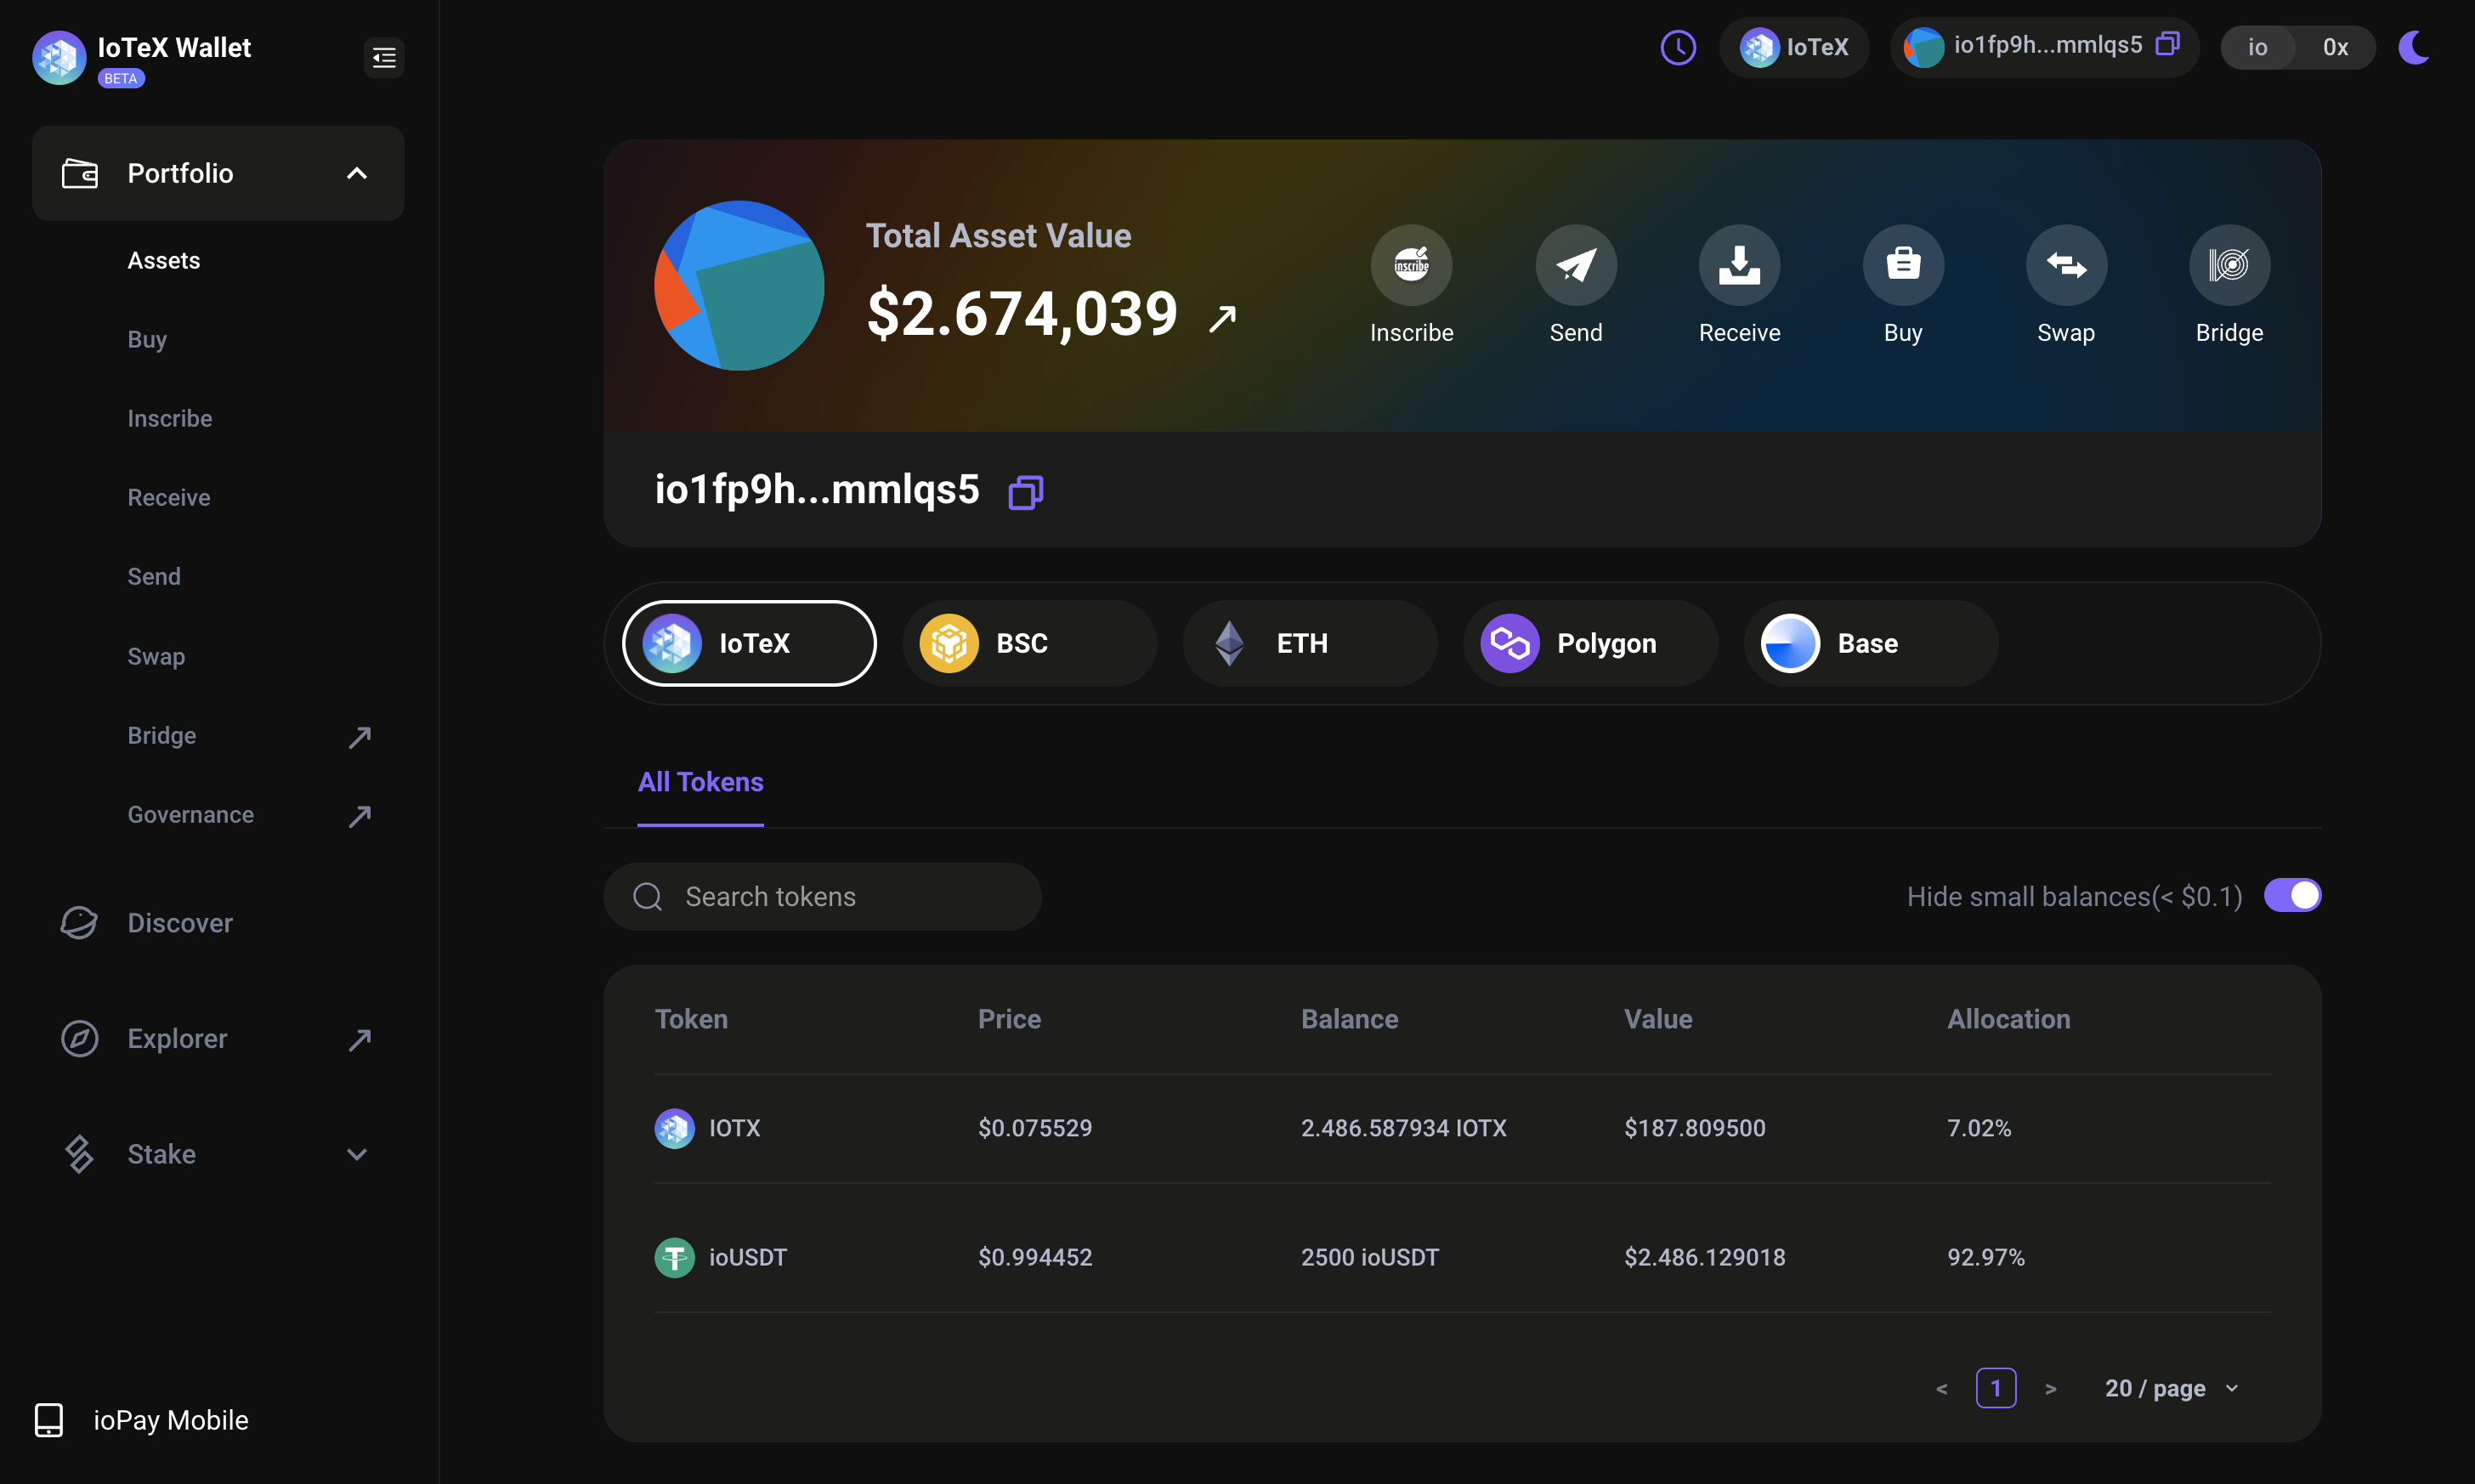 IoTeX Wallet
BETA
IoTeX
io1fp9h...mmlqs5
io
0x
Portfolio
Assets
Buy
Inscribe
Receive
Send
Swap
Bridge
Governance
Discover
Explorer
Stake
ioPay Mobile
Total Asset Value
$2.674,039
inscribe
Inscribe
Send
Receive
Buy
Swap
Bridge
io1fp9h...mmlqs5
IoTeX
BSC
ETH
Polygon
Base
All Tokens
Search tokens
Hide small balances(< $0.1)
Token Price Balance Value Allocation
IOTX $0.075529 2.486.587934 IOTX $187.809500 7.02%
ioUSDT $0.994452 2500 ioUSDT $2.486.129018 92.97%
< 1 > 20 / page